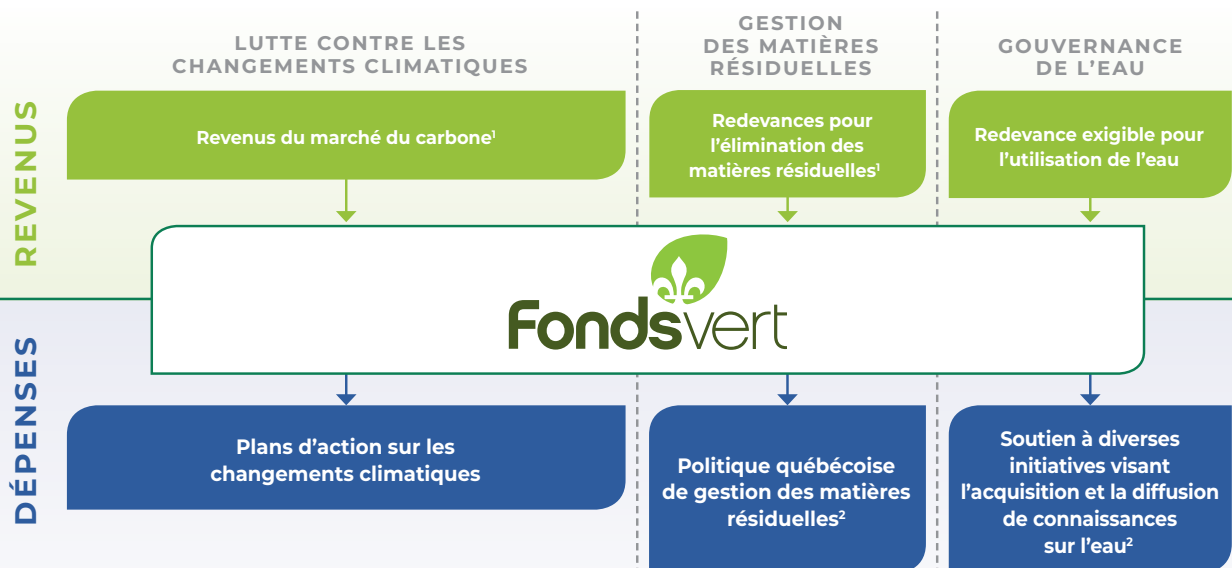 LUTTE CONTRE LES
CHANGEMENTS CLIMATIQUES
GESTION
DES MATIÈRES
RÉSIDUELLES
GOUVERNANCE
DE L'EAU
REVENUS
Revenus du marché du carbone¹
Redevances pour
l'élimination des
matières résiduelles¹
Redevance exigible pour
l'utilisation de l'eau
Fondsvert
DÉPENSES
Plans d'action sur les
changements climatiques
Politique québécoise
de gestion des matières
résiduelles²
Soutien à diverses
initiatives visant
l'acquisition et la diffusion
de connaissances
sur l'eau²